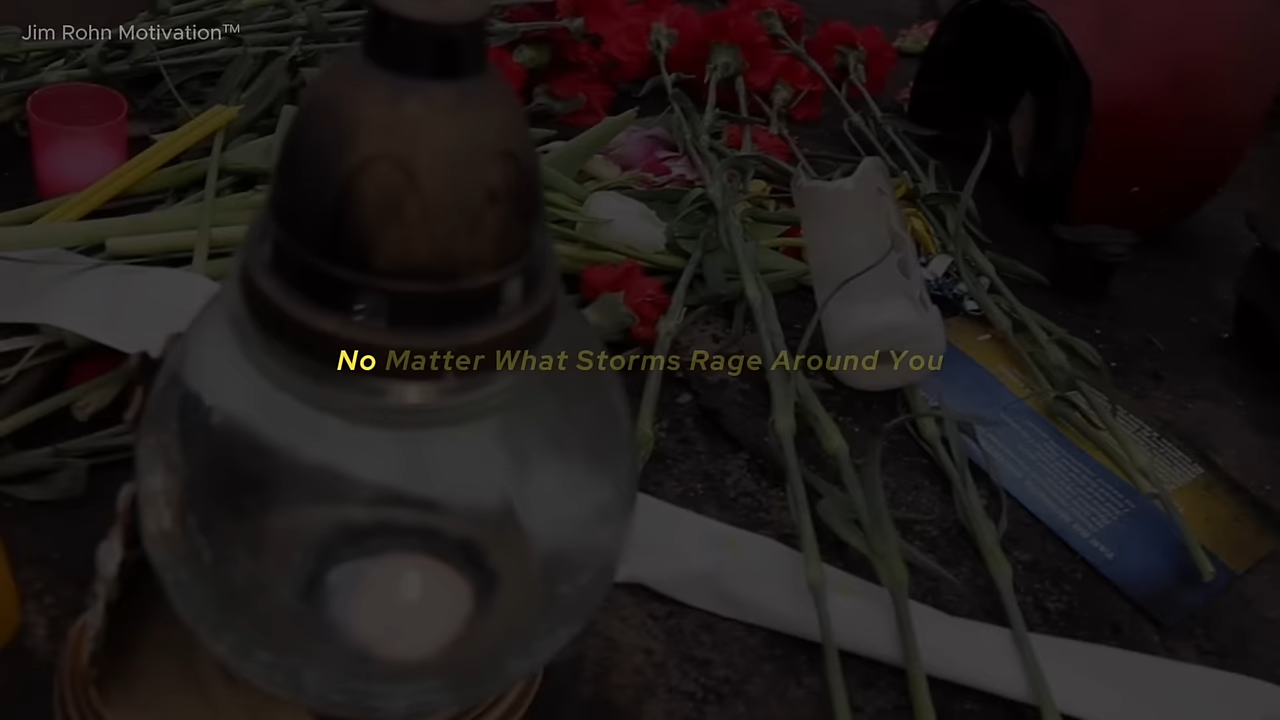 Jim Rohn Motivation™
No Matter What Storms Rage Around You